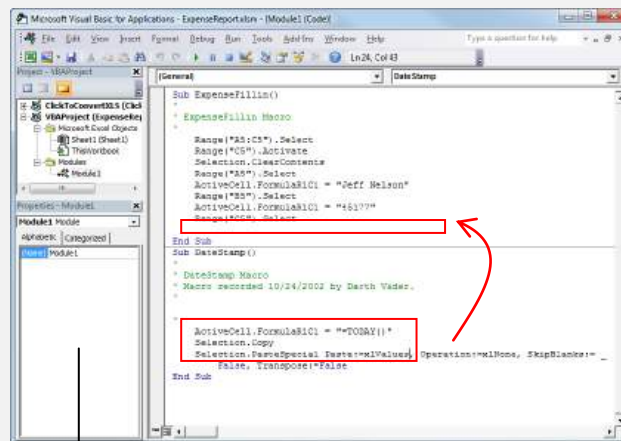 Microsoft Visual Basic for Applications - ExpenseReport.xlsm - [Module1 (Code)]
File Edit View Insert Format Debug Run Tools Add-Ins Window Help Type a question for help
Ln 24, Col 43
Project - VBAProject
(General) DateStamp
ClickToConvertXLS (Click
VBAProject (ExpenseRep
Microsoft Excel Objects
Sheet1 (Sheet1)
ThisWorkbook
Modules
Module1
Properties - Module1
Module1 Module
Alphabetic Categorized
(Name) Module1
Sub ExpenseFillin()
'
' ExpenseFillin Macro
'
Range("A5:C5").Select
Range("C5").Activate
Selection.ClearContents
Range("A5").Select
ActiveCell.FormulaR1C1 = "Jeff Nelson"
Range("B5").Select
ActiveCell.FormulaR1C1 =
Range("C5").Select
End Sub
Sub DateStamp()
'
' DateStamp Macro
' Macro recorded 10/24/2002 by Darth Vader.
'
'
ActiveCell.FormulaR1C1 = "=TODAY()"
Selection.Copy
Selection.PasteSpecial Paste:=xlValues, Operation:=xlNone, SkipBlanks:= _
False, Transpose:=False
End Sub